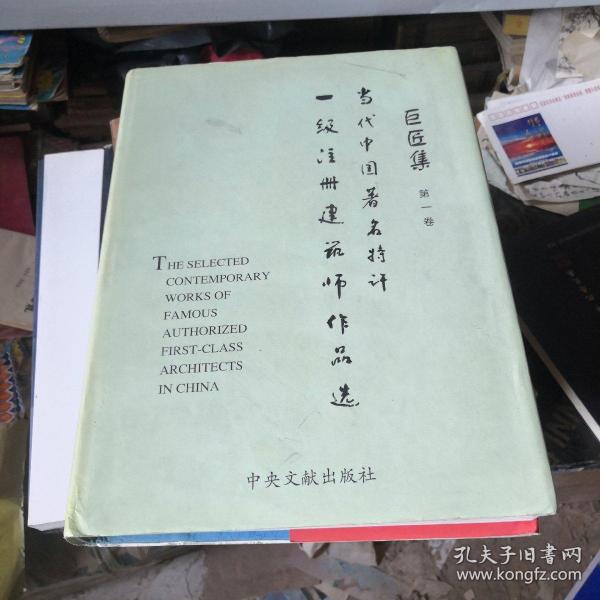 巨匠集 第一卷
当代中国著名特许
一级注册建筑师作品选
THE SELECTED
CONTEMPORARY
WORKS OF
FAMOUS
AUTHORIZED
FIRST-CLASS
ARCHITECTS
IN CHINA
中央文献出版社
孔夫子旧书网
www.kongfz.com